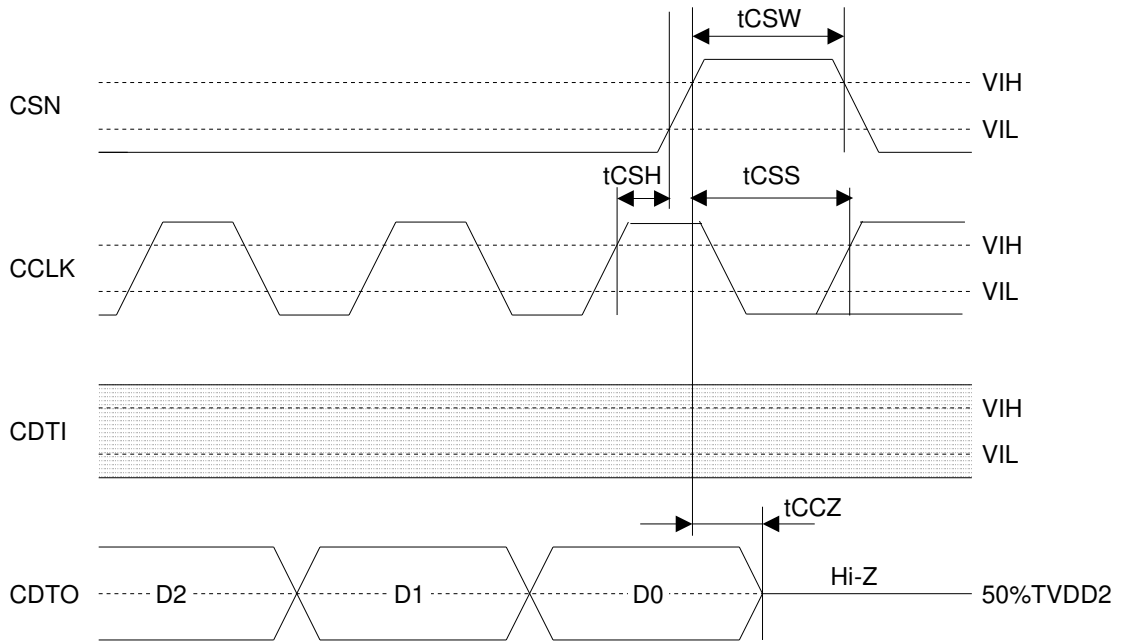 tCSW
CSN
VIH
VIL
tCSH
tCSS
CCLK
VIH
VIL
CDTI
VIH
VIL
tCCZ
CDTO
D2
D1
D0
Hi-Z
50%TVDD2